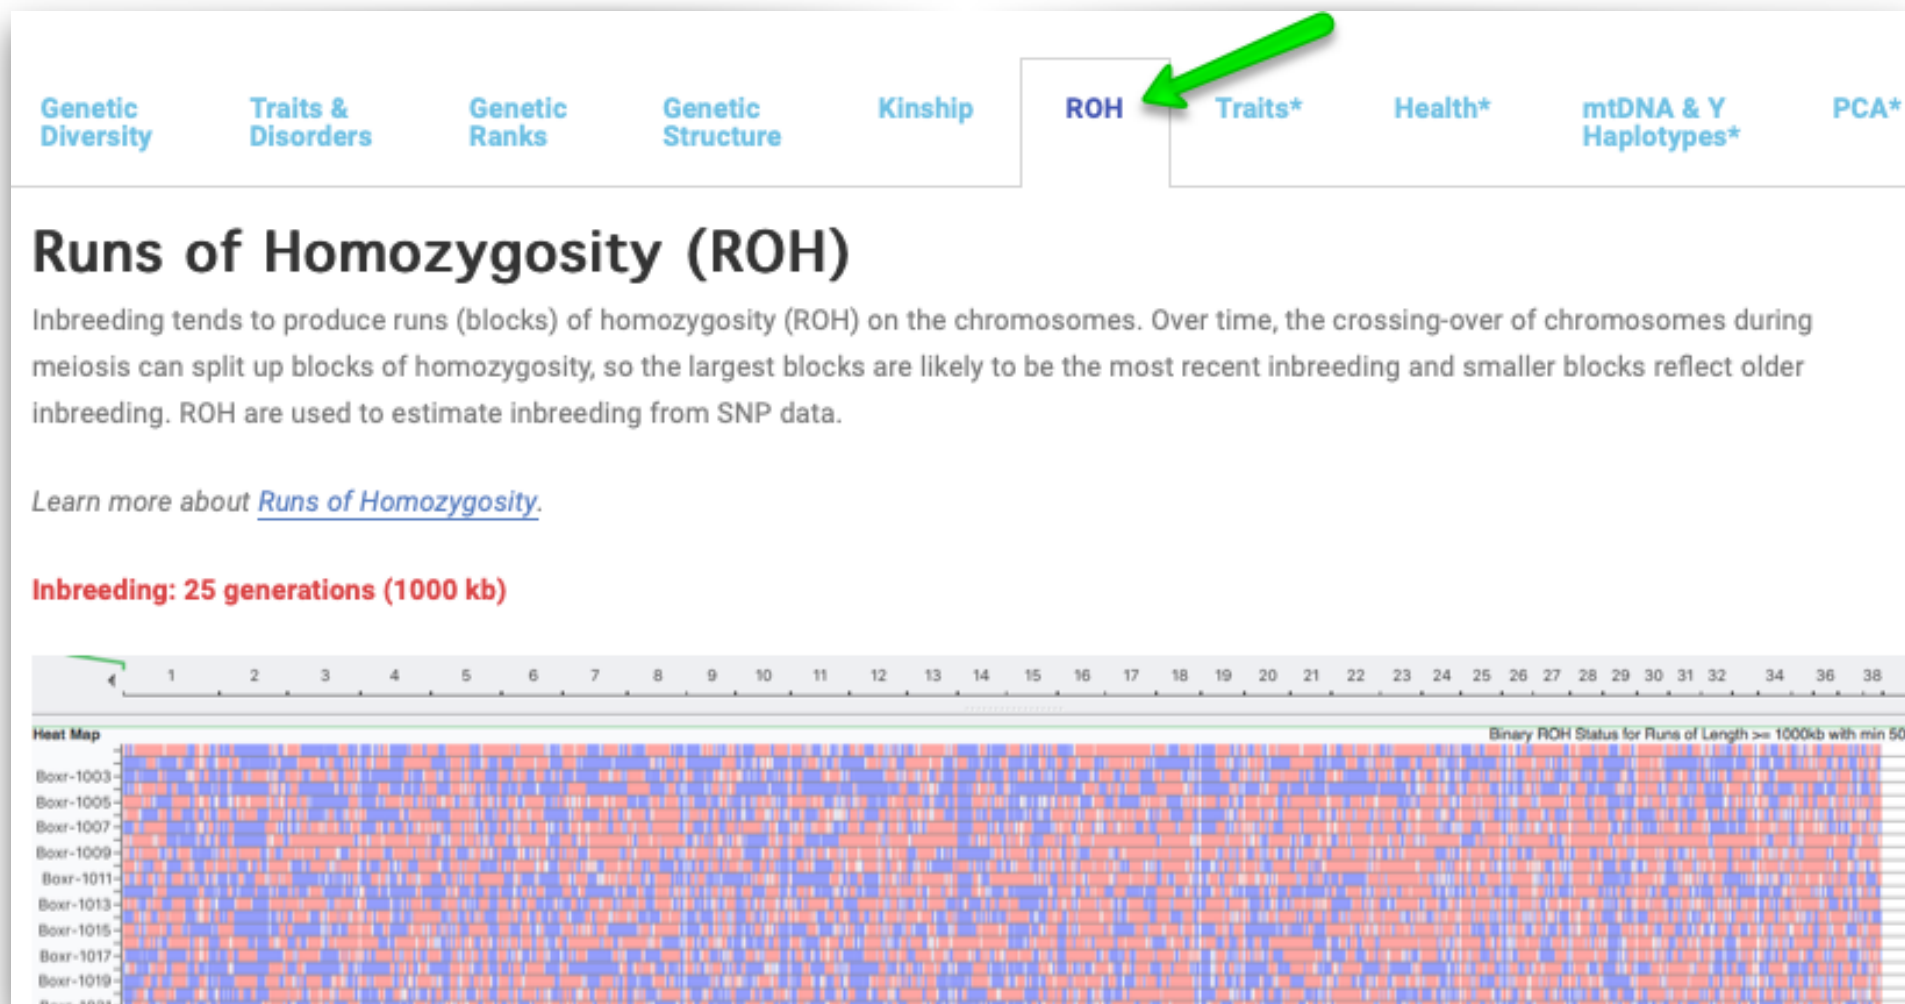 Genetic Diversity
Traits & Disorders
Genetic Ranks
Genetic Structure
Kinship
ROH
Traits*
Health*
mtDNA & Y Haplotypes*
PCA*
Runs of Homozygosity (ROH)
Inbreeding tends to produce runs (blocks) of homozygosity (ROH) on the chromosomes. Over time, the crossing-over of chromosomes during
meiosis can split up blocks of homozygosity, so the largest blocks are likely to be the most recent inbreeding and smaller blocks reflect older
inbreeding. ROH are used to estimate inbreeding from SNP data.
Learn more about Runs of Homozygosity.
Inbreeding: 25 generations (1000 kb)
1 2 3 4 5 6 7 8 9 10 11 12 13 14 15 16 17 18 19 20 21 22 23 24 25 26 27 28 29 30 31 32 34 36 38
Heat Map
Binary ROH Status for Runs of Length >= 1000kb with min 50
Boxr-1003
Boxr-1005
Boxr-1007
Boxr-1009
Boxr-1011
Boxr-1013
Boxr-1015
Boxr-1017
Boxr-1019